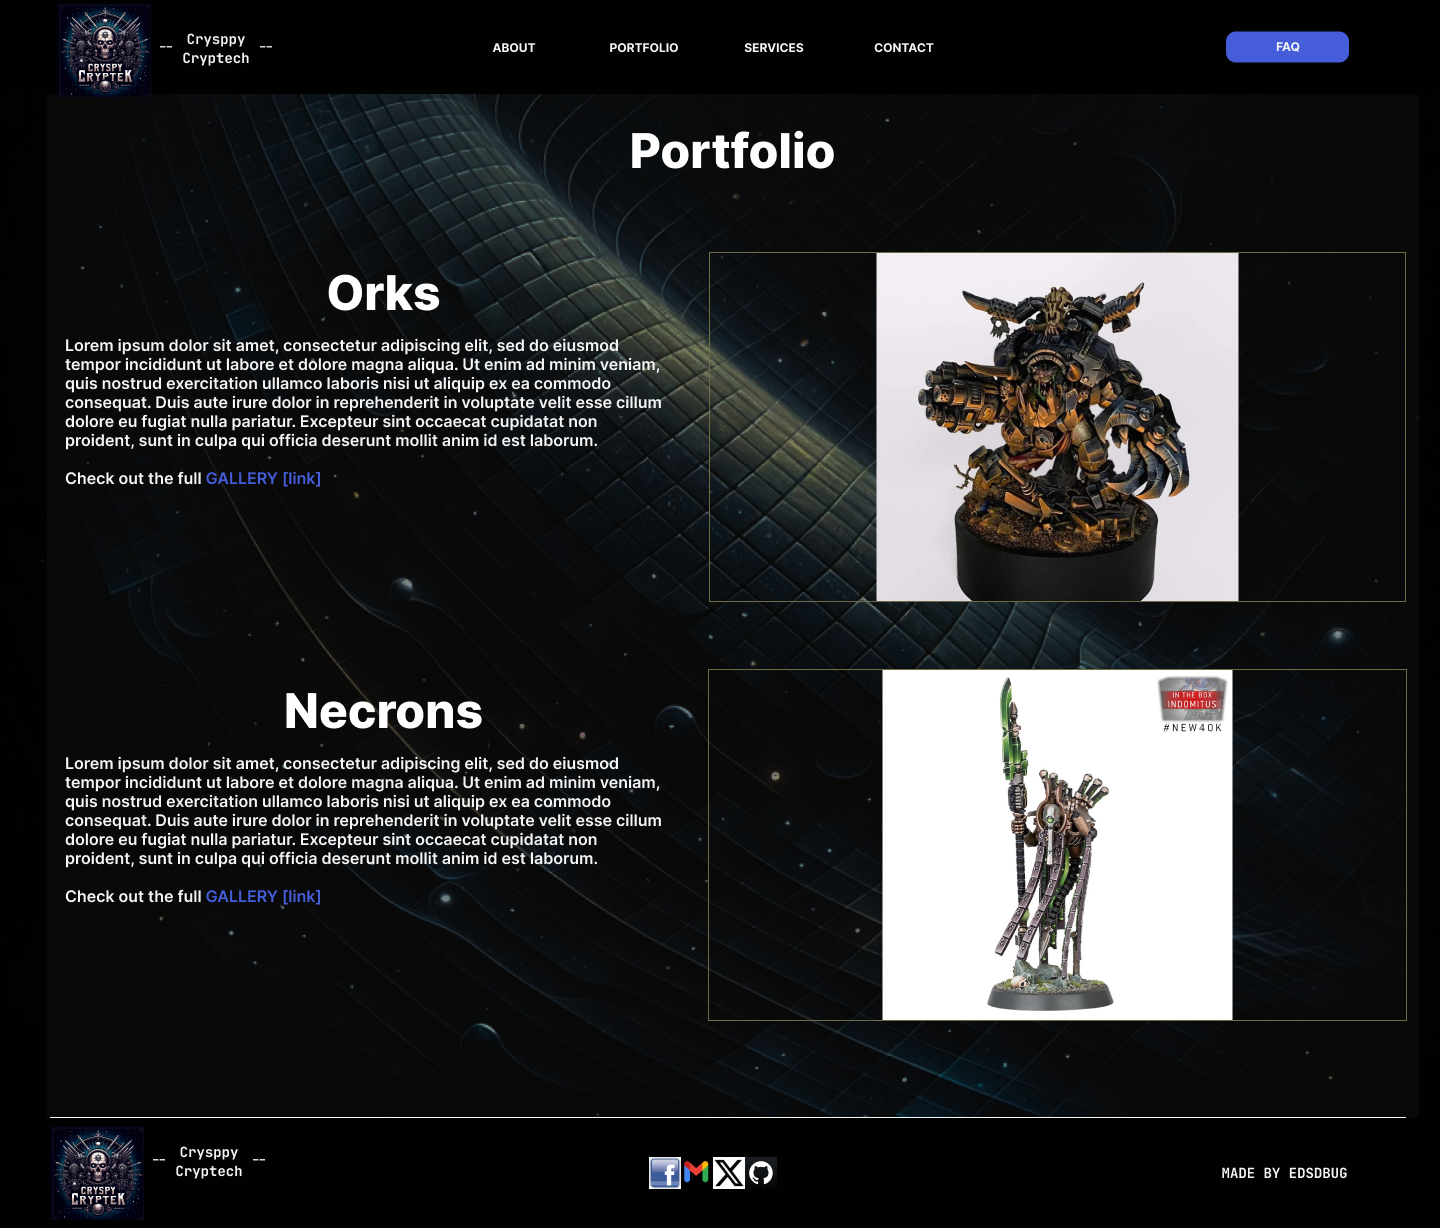 CRYSPY
CRYPTEK
-- Crysppy --
Cryptech
ABOUT
PORTFOLIO
SERVICES
CONTACT
FAQ
Portfolio
Orks
Lorem ipsum dolor sit amet, consectetur adipiscing elit, sed do eiusmod
tempor incididunt ut labore et dolore magna aliqua. Ut enim ad minim veniam,
quis nostrud exercitation ullamco laboris nisi ut aliquip ex ea commodo
consequat. Duis aute irure dolor in reprehenderit in voluptate velit esse cillum
dolore eu fugiat nulla pariatur. Excepteur sint occaecat cupidatat non
proident, sunt in culpa qui officia deserunt mollit anim id est laborum.
Check out the full GALLERY [link]
Necrons
Lorem ipsum dolor sit amet, consectetur adipiscing elit, sed do eiusmod
tempor incididunt ut labore et dolore magna aliqua. Ut enim ad minim veniam,
quis nostrud exercitation ullamco laboris nisi ut aliquip ex ea commodo
consequat. Duis aute irure dolor in reprehenderit in voluptate velit esse cillum
dolore eu fugiat nulla pariatur. Excepteur sint occaecat cupidatat non
proident, sunt in culpa qui officia deserunt mollit anim id est laborum.
Check out the full GALLERY [link]
IN THE BOX
INDOMITUS
#NEW40K
CRYSPY
CRYPTEK
-- Crysppy --
Cryptech
MADE BY EDSDBUG